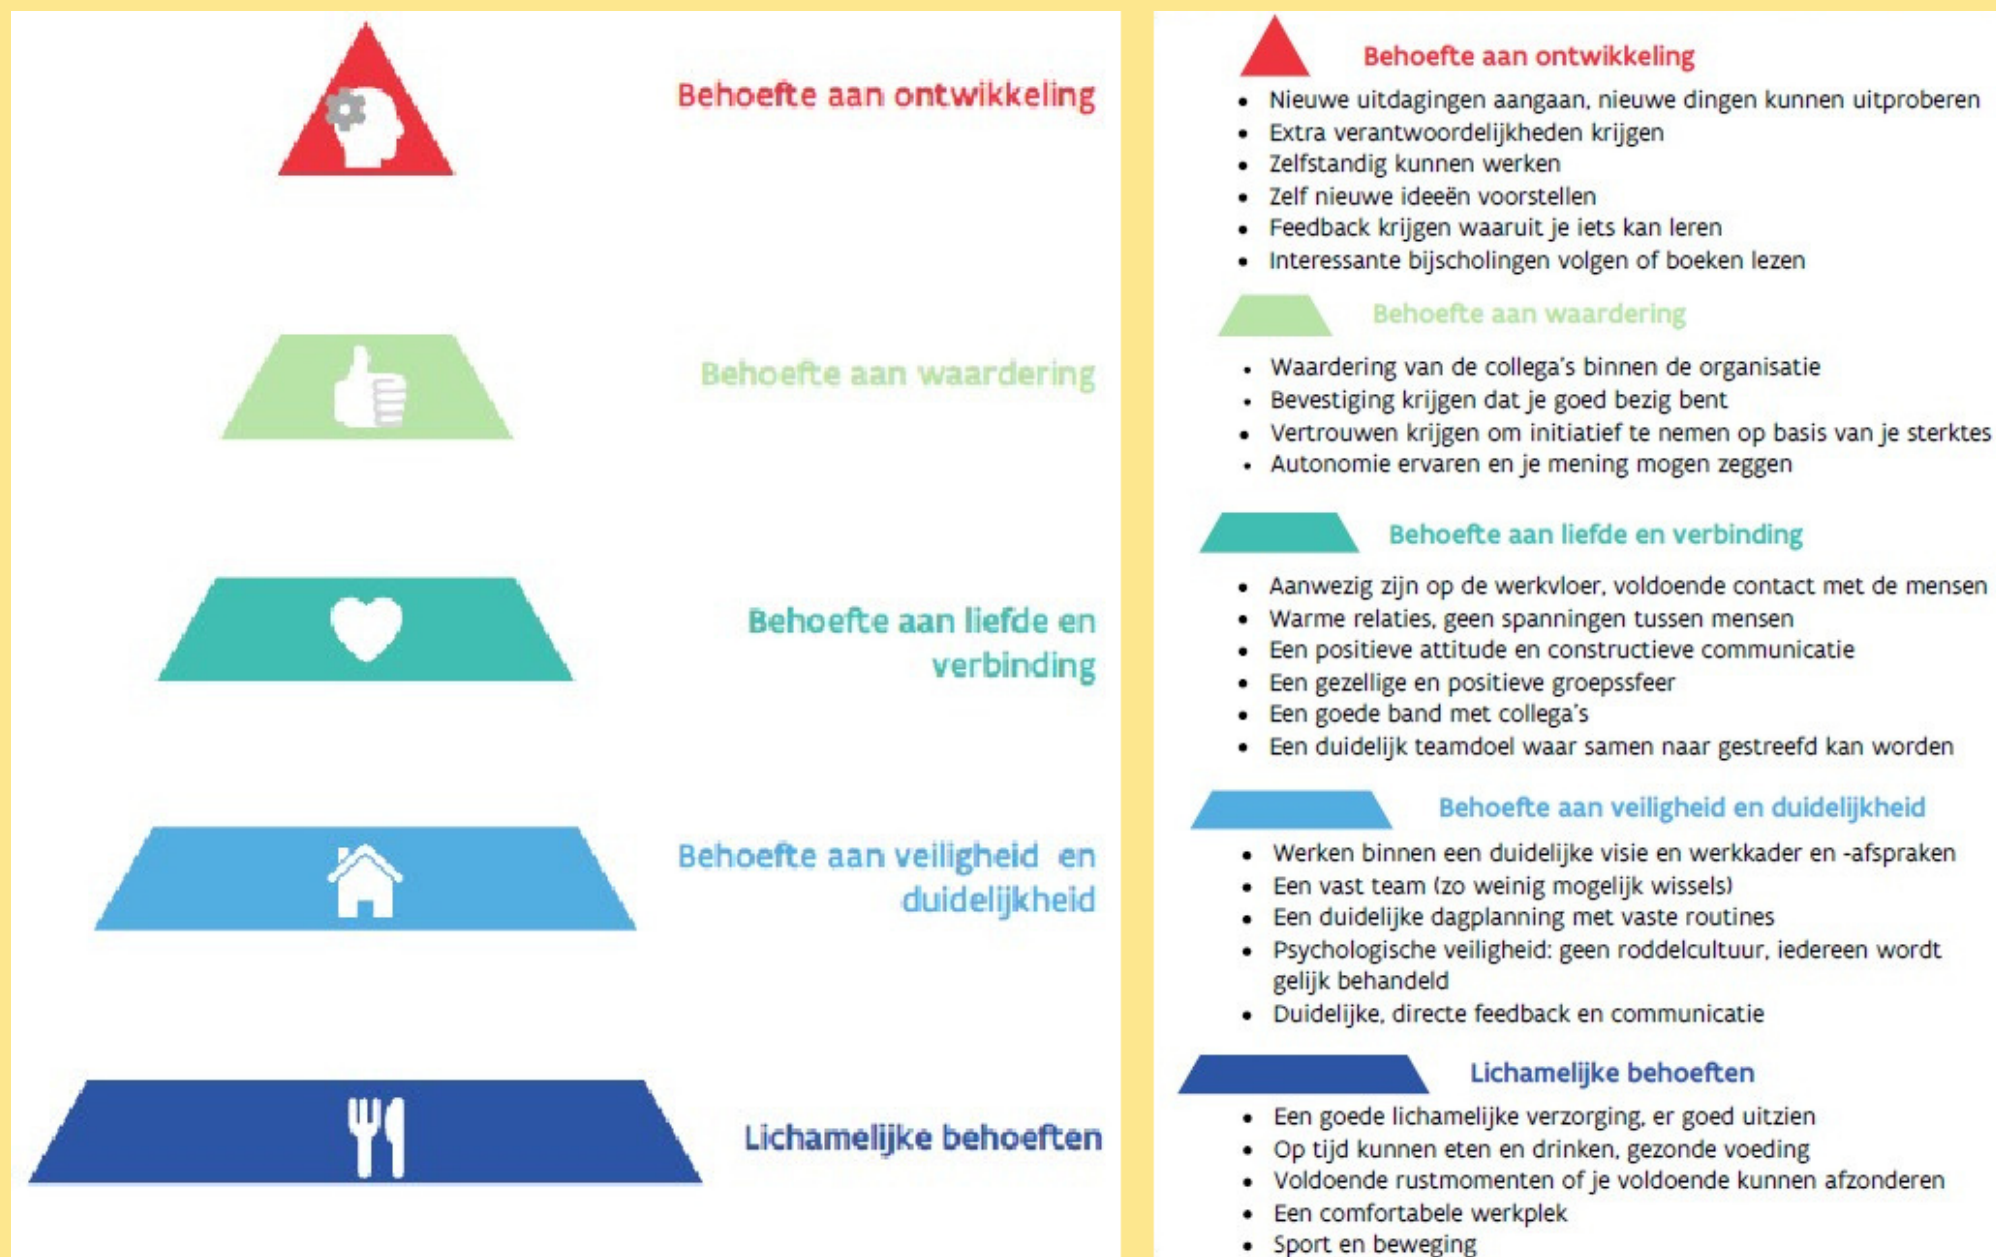 Behoefte aan ontwikkeling
Behoefte aan waardering
Behoefte aan liefde en
verbinding
Behoefte aan veiligheid en
duidelijkheid
Lichamelijke behoeften
Behoefte aan ontwikkeling
• Nieuwe uitdagingen aangaan, nieuwe dingen kunnen uitproberen
• Extra verantwoordelijkheden krijgen
• Zelfstandig kunnen werken
• Zelf nieuwe ideeën voorstellen
• Feedback krijgen waaruit je iets kan leren
• Interessante bijscholingen volgen of boeken lezen
Behoefte aan waardering
• Waardering van de collega's binnen de organisatie
• Bevestiging krijgen dat je goed bezig bent
• Vertrouwen krijgen om initiatief te nemen op basis van je sterktes
• Autonomie ervaren en je mening mogen zeggen
Behoefte aan liefde en verbinding
• Aanwezig zijn op de werkvloer, voldoende contact met de mensen
• Warme relaties, geen spanningen tussen mensen
• Een positieve attitude en constructieve communicatie
• Een gezellige en positieve groepssfeer
• Een goede band met collega's
• Een duidelijk teamdoel waar samen naar gestreefd kan worden
Behoefte aan veiligheid en duidelijkheid
• Werken binnen een duidelijke visie en werkkader en -afspraken
• Een vast team (zo weinig mogelijk wissels)
• Een duidelijke dagplanning met vaste routines
• Psychologische veiligheid: geen roddelcultuur, iedereen wordt
gelijk behandeld
• Duidelijke, directe feedback en communicatie
Lichamelijke behoeften
• Een goede lichamelijke verzorging, er goed uitzien
• Op tijd kunnen eten en drinken, gezonde voeding
• Voldoende rustmomenten of je voldoende kunnen afzonderen
• Een comfortabele werkplek
• Sport en beweging